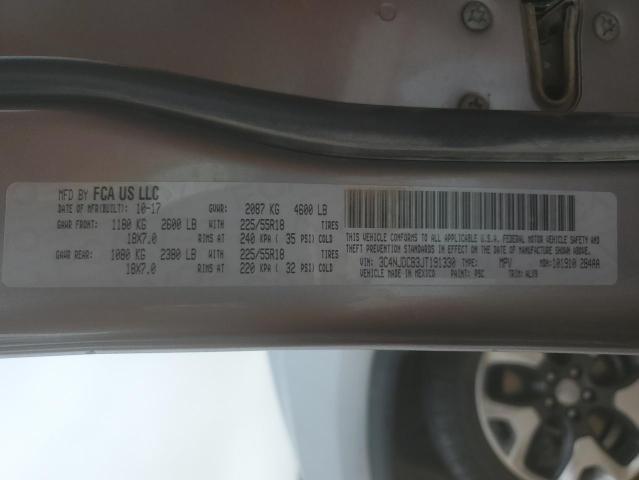 MFD BY FCA US LLC
DATE OF MFR(BUILT): 10-17 GVWR: 2087 KG 4600 LB
GAWR FRONT: 1180 KG 2600 LB WITH 225/55R18 TIRES
18X7.0 RIMS AT 240 KPA ( 35 PSI) COLD
GAWR REAR: 1080 KG 2380 LB WITH 225/55R18 TIRES
18X7.0 RIMS AT 220 KPA ( 32 PSI) COLD
THIS VEHICLE CONFORMS TO ALL APPLICABLE U.S.A. FEDERAL MOTOR VEHICLE SAFETY AND
THEFT PREVENTION STANDARDS IN EFFECT ON THE DATE OF MANUFACTURE SHOWN ABOVE.
VIN: 3C4NJDCB3JT191330 TYPE: MPV MDH:101910 284AA
VEHICLE MADE IN MEXICO PAINT: PSC TRIM: